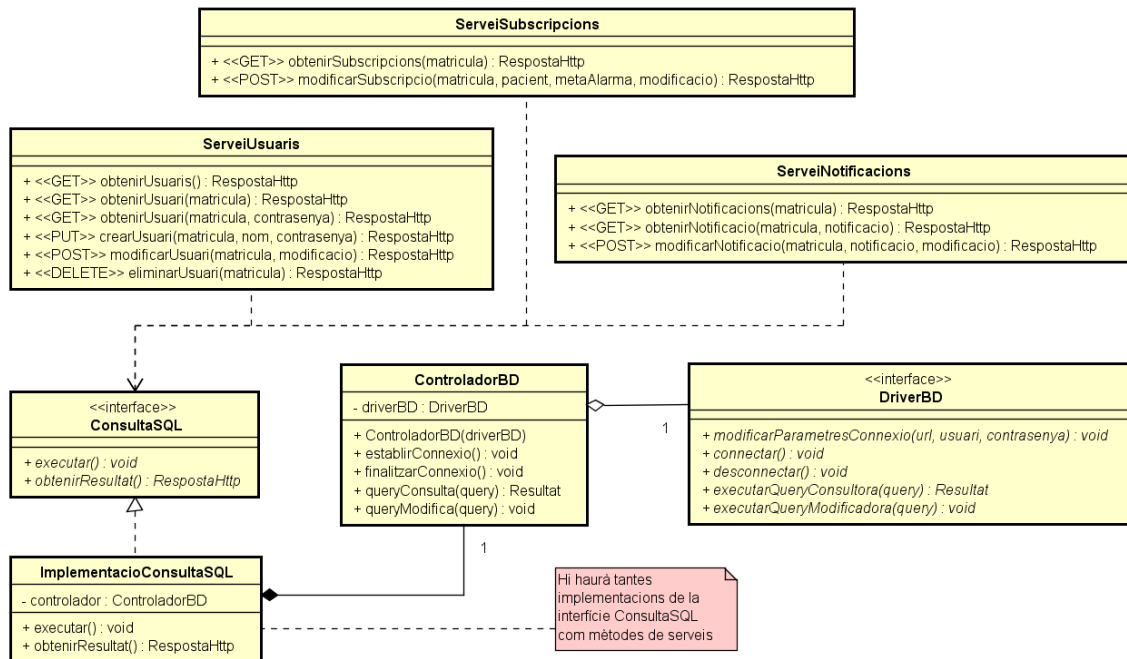 ServeiSubscripcions
+ <<GET>> obtenirSubscripcions(matricula) : RespostaHttp
+ <<POST>> modificarSubscripcio(matricula, pacient, metaAlarma, modificacio) : RespostaHttp
ServeiUsuaris
+ <<GET>> obtenirUsuaris() : RespostaHttp
+ <<GET>> obtenirUsuari(matricula) : RespostaHttp
+ <<GET>> obtenirUsuari(matricula, contrasenya) : RespostaHttp
+ <<PUT>> crearUsuari(matricula, nom, contrasenya) : RespostaHttp
+ <<POST>> modificarUsuari(matricula, modificacio) : RespostaHttp
+ <<DELETE>> eliminarUsuari(matricula) : RespostaHttp
ServeiNotificacions
+ <<GET>> obtenirNotificacions(matricula) : RespostaHttp
+ <<GET>> obtenirNotificacio(matricula, notificacio) : RespostaHttp
+ <<POST>> modificarNotificacio(matricula, notificacio, modificacio) : RespostaHttp
<<interface>>
ConsultaSQL
+ executar() : void
+ obtenirResultat() : RespostaHttp
ControladorBD
- driverBD : DriverBD
+ ControladorBD(driverBD)
+ establirConnexio() : void
+ finalitzarConnexio() : void
+ queryConsulta(query) : Resultat
+ queryModifica(query) : void
1
<<interface>>
DriverBD
+ modificarParametresConnexio(url, usuari, contrasenya) : void
+ connectar() : void
+ desconnectar() : void
+ executarQueryConsultora(query) : Resultat
+ executarQueryModificadora(query) : void
1
ImplementacioConsultaSQL
- controlador : ControladorBD
+ executar() : void
+ obtenirResultat() : RespostaHttp
Hi haurà tantes
implementacions de la
interfície ConsultaSQL
com mètodes de serveis